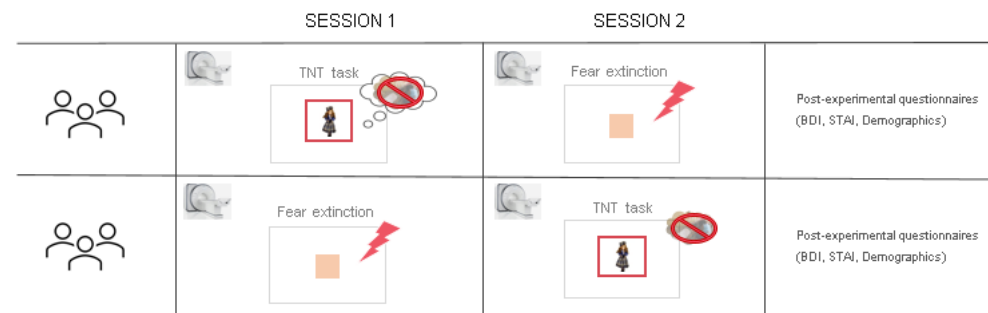 SESSION 1
SESSION 2
TNT task
Fear extinction
Post-experimental questionnaires
(BDI, STAI, Demographics)
Fear extinction
TNT task
Post-experimental questionnaires
(BDI, STAI, Demographics)